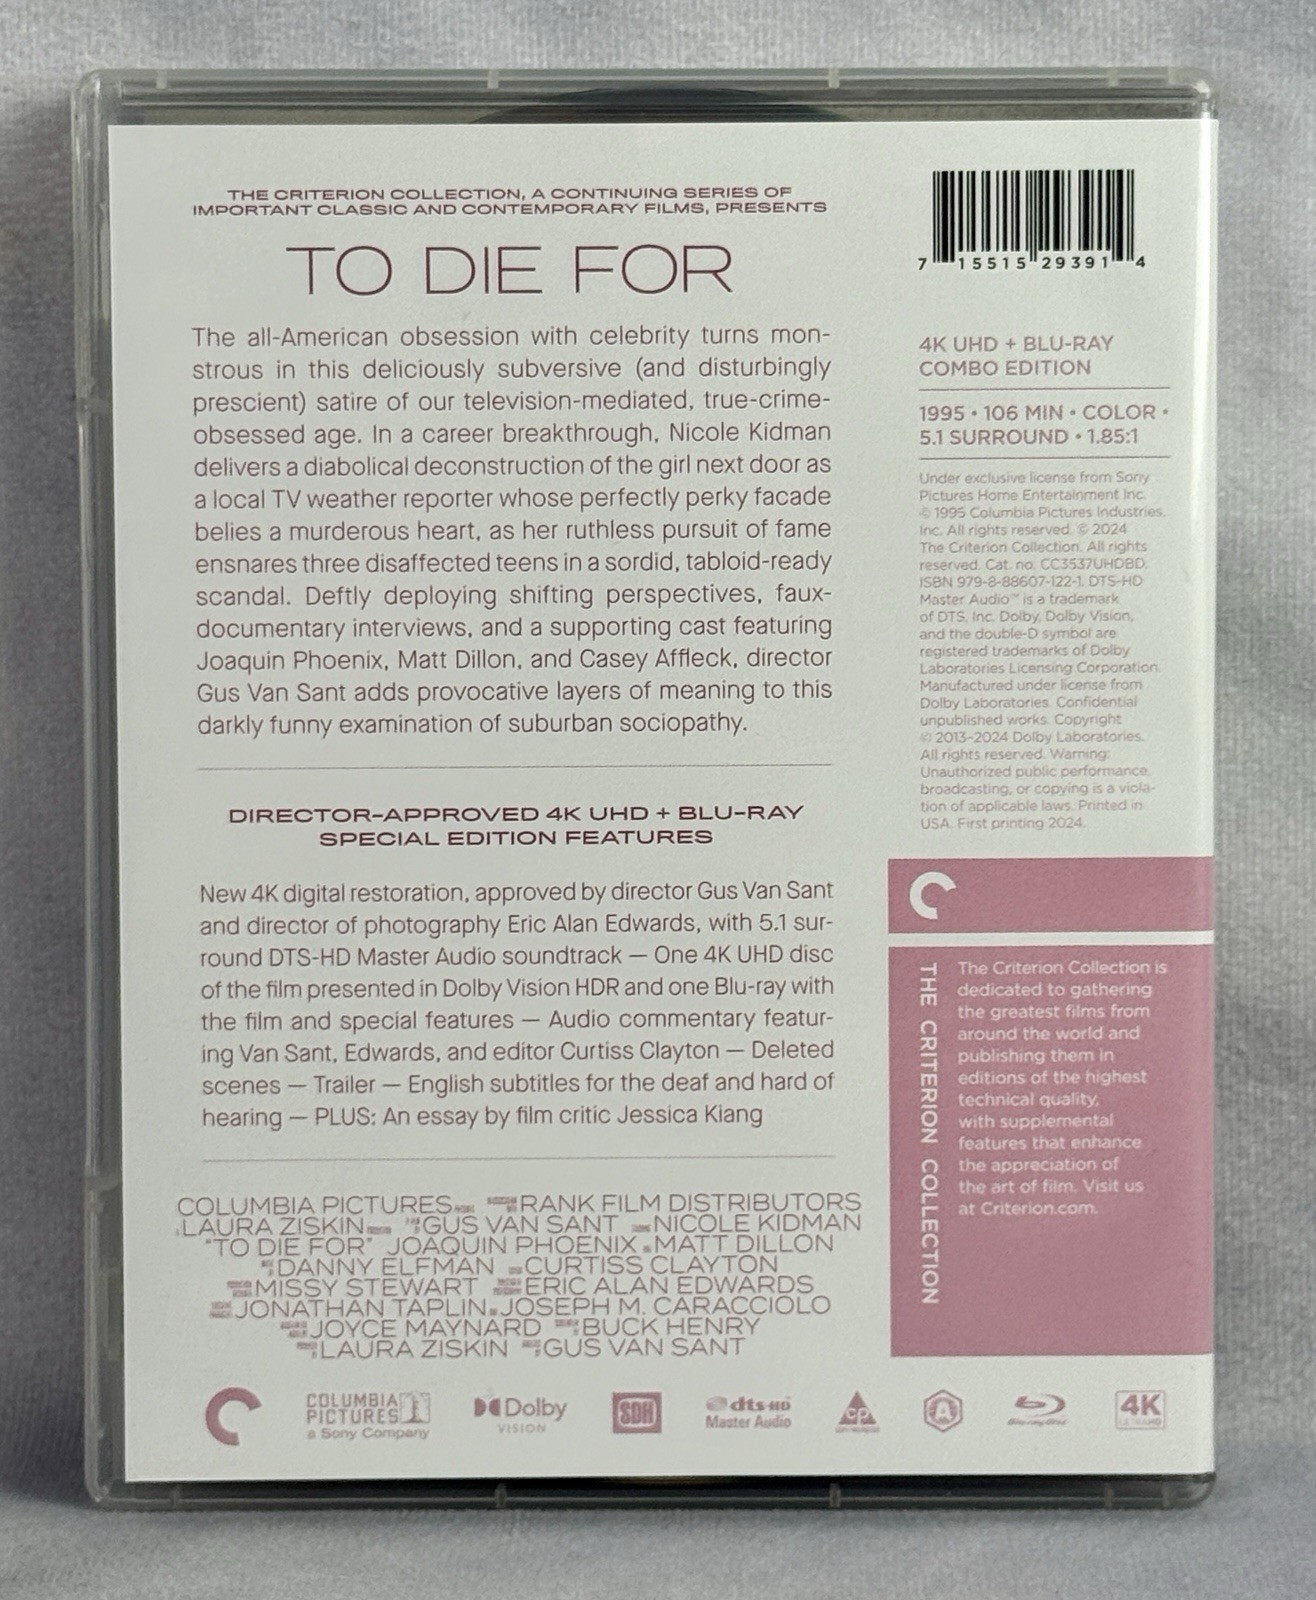 THE CRITERION COLLECTION, A CONTINUING SERIES OF
IMPORTANT CLASSIC AND CONTEMPORARY FILMS, PRESENTS
TO DIE FOR
The all-American obsession with celebrity turns mon-
strous in this deliciously subversive (and disturbingly
prescient) satire of our television-mediated, true-crime-
obsessed age. In a career breakthrough, Nicole Kidman
delivers a diabolical deconstruction of the girl next door as
a local TV weather reporter whose perfectly perky facade
belies a murderous heart, as her ruthless pursuit of fame
ensnares three disaffected teens in a sordid, tabloid-ready
scandal. Deftly deploying shifting perspectives, faux-
documentary interviews, and a supporting cast featuring
Joaquin Phoenix, Matt Dillon, and Casey Affleck, director
Gus Van Sant adds provocative layers of meaning to this
darkly funny examination of suburban sociopathy.
DIRECTOR-APPROVED 4K UHD + BLU-RAY
SPECIAL EDITION FEATURES
New 4K digital restoration, approved by director Gus Van Sant
and director of photography Eric Alan Edwards, with 5.1 sur-
round DTS-HD Master Audio soundtrack — One 4K UHD disc
of the film presented in Dolby Vision HDR and one Blu-ray with
the film and special features — Audio commentary featur-
ing Van Sant, Edwards, and editor Curtiss Clayton — Deleted
scenes — Trailer — English subtitles for the deaf and hard of
hearing — PLUS: An essay by film critic Jessica Kiang
COLUMBIA PICTURES RANK FILM DISTRIBUTORS
LAURA ZISKIN GUS VAN SANT NICOLE KIDMAN
"TO DIE FOR" JOAQUIN PHOENIX MATT DILLON
DANNY ELFMAN CURTISS CLAYTON
MISSY STEWART ERIC ALAN EDWARDS
JONATHAN TAPLIN JOSEPH M. CARACCIOLO
JOYCE MAYNARD BUCK HENRY
LAURA ZISKIN GUS VAN SANT
7 15515 29391 4
4K UHD + BLU-RAY
COMBO EDITION
1995 • 106 MIN • COLOR •
5.1 SURROUND • 1.85:1
Under exclusive license from Sony
Pictures Home Entertainment Inc.
© 1995 Columbia Pictures Industries,
Inc. All rights reserved. © 2024
The Criterion Collection. All rights
reserved. Cat. no. CC3537UHDBD.
ISBN 979-8-88607-122-1. DTS-HD
Master Audio™ is a trademark
of DTS, Inc. Dolby, Dolby Vision,
and the double-D symbol are
registered trademarks of Dolby
Laboratories Licensing Corporation.
Manufactured under license from
Dolby Laboratories. Confidential
unpublished works. Copyright
© 2013–2024 Dolby Laboratories.
All rights reserved. Warning:
Unauthorized public performance,
broadcasting, or copying is a viola-
tion of applicable laws. Printed in
USA. First printing 2024.
THE CRITERION COLLECTION
The Criterion Collection is
dedicated to gathering
the greatest films from
around the world and
publishing them in
editions of the highest
technical quality,
with supplemental
features that enhance
the appreciation of
the art of film. Visit us
at Criterion.com.
COLUMBIA
PICTURES
a Sony Company
Dolby
VISION
SDH
dts-HD
Master Audio
CP
A
Blu-ray Disc
4K
ULTRA HD